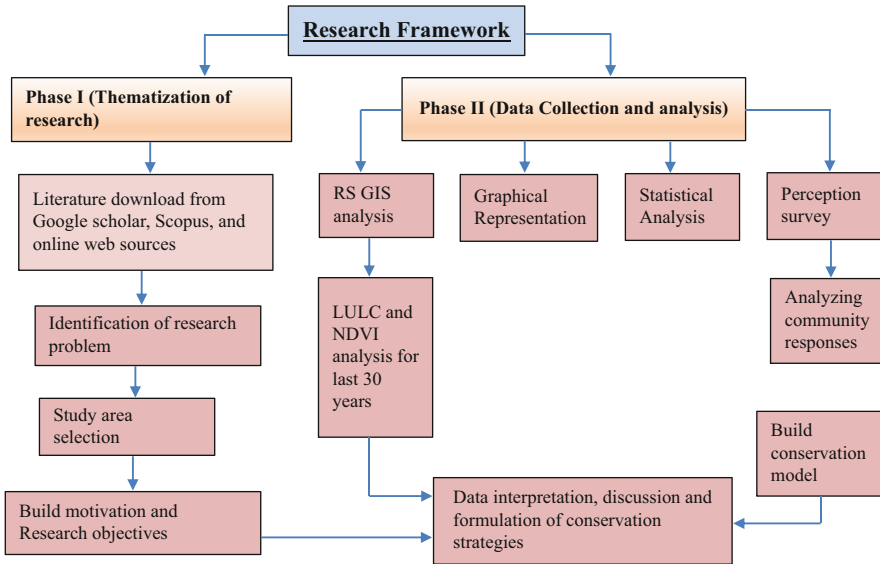 Research Framework
Phase I (Thematization of
research)
Phase II (Data Collection and analysis)
Literature download from
Google scholar, Scopus, and
online web sources
RS GIS
analysis
Graphical
Representation
Statistical
Analysis
Perception
survey
Identification of research
problem
LULC and
NDVI
analysis for
last 30
years
Analyzing
community
responses
Study area
selection
Build
conservation
model
Build motivation and
Research objectives
Data interpretation, discussion and
formulation of conservation
strategies